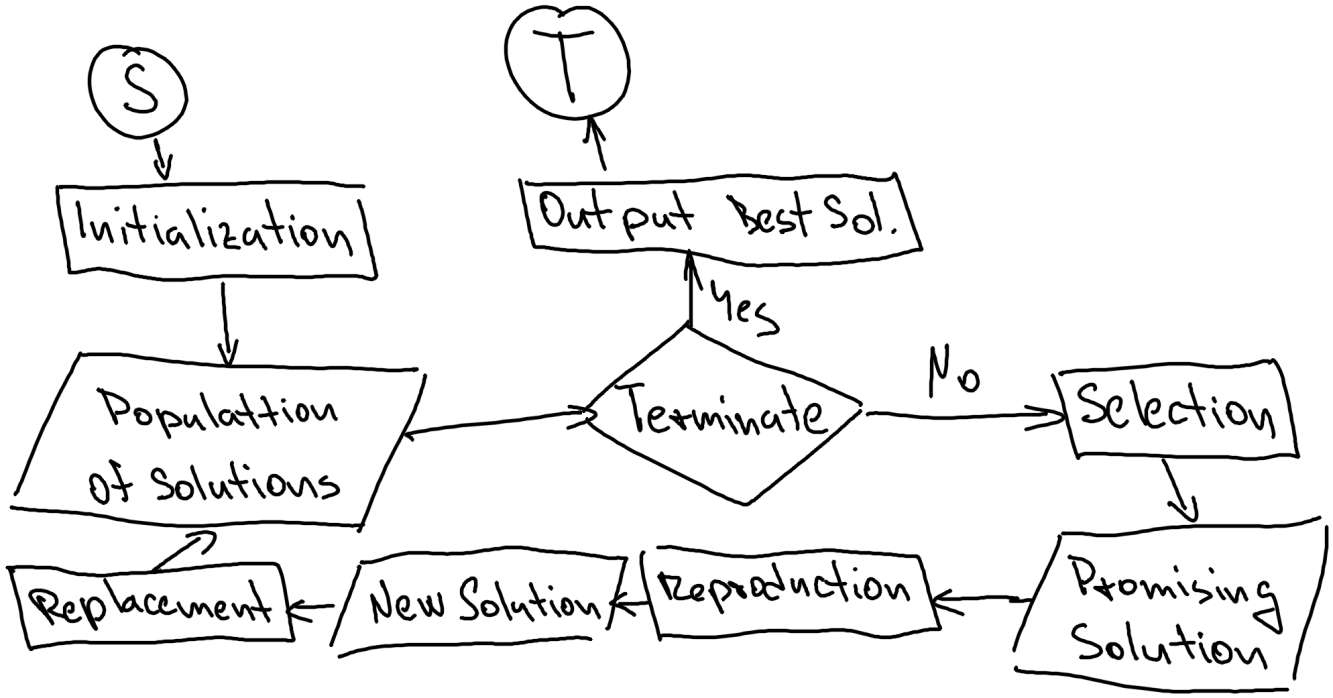 S
T
Initialization
Output Best Sol.
Yes
Populattion
of Solutions
Terminate
No
Selection
Promising
Solution
Reproduction
New Solution
Replacement